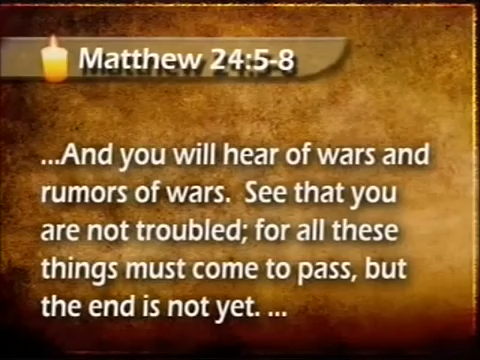 Matthew 24:5-8
...And you will hear of wars and
rumors of wars.  See that you
are not troubled; for all these
things must come to pass, but
the end is not yet. ...